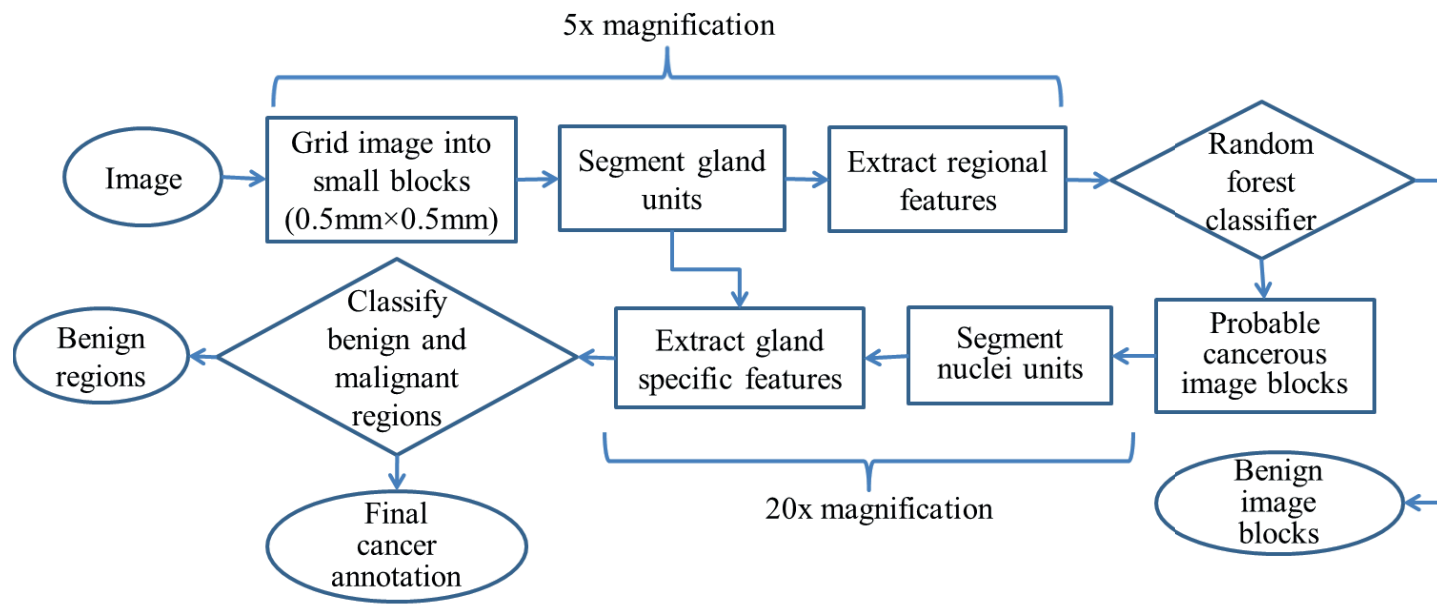 5x magnification
Image
Grid image into
small blocks
(0.5mm×0.5mm)
Segment gland
units
Extract regional
features
Random
forest
classifier
Benign
regions
Classify
benign and
malignant
regions
Extract gland
specific features
Segment
nuclei units
Probable
cancerous
image blocks
20x magnification
Final
cancer
annotation
Benign
image
blocks